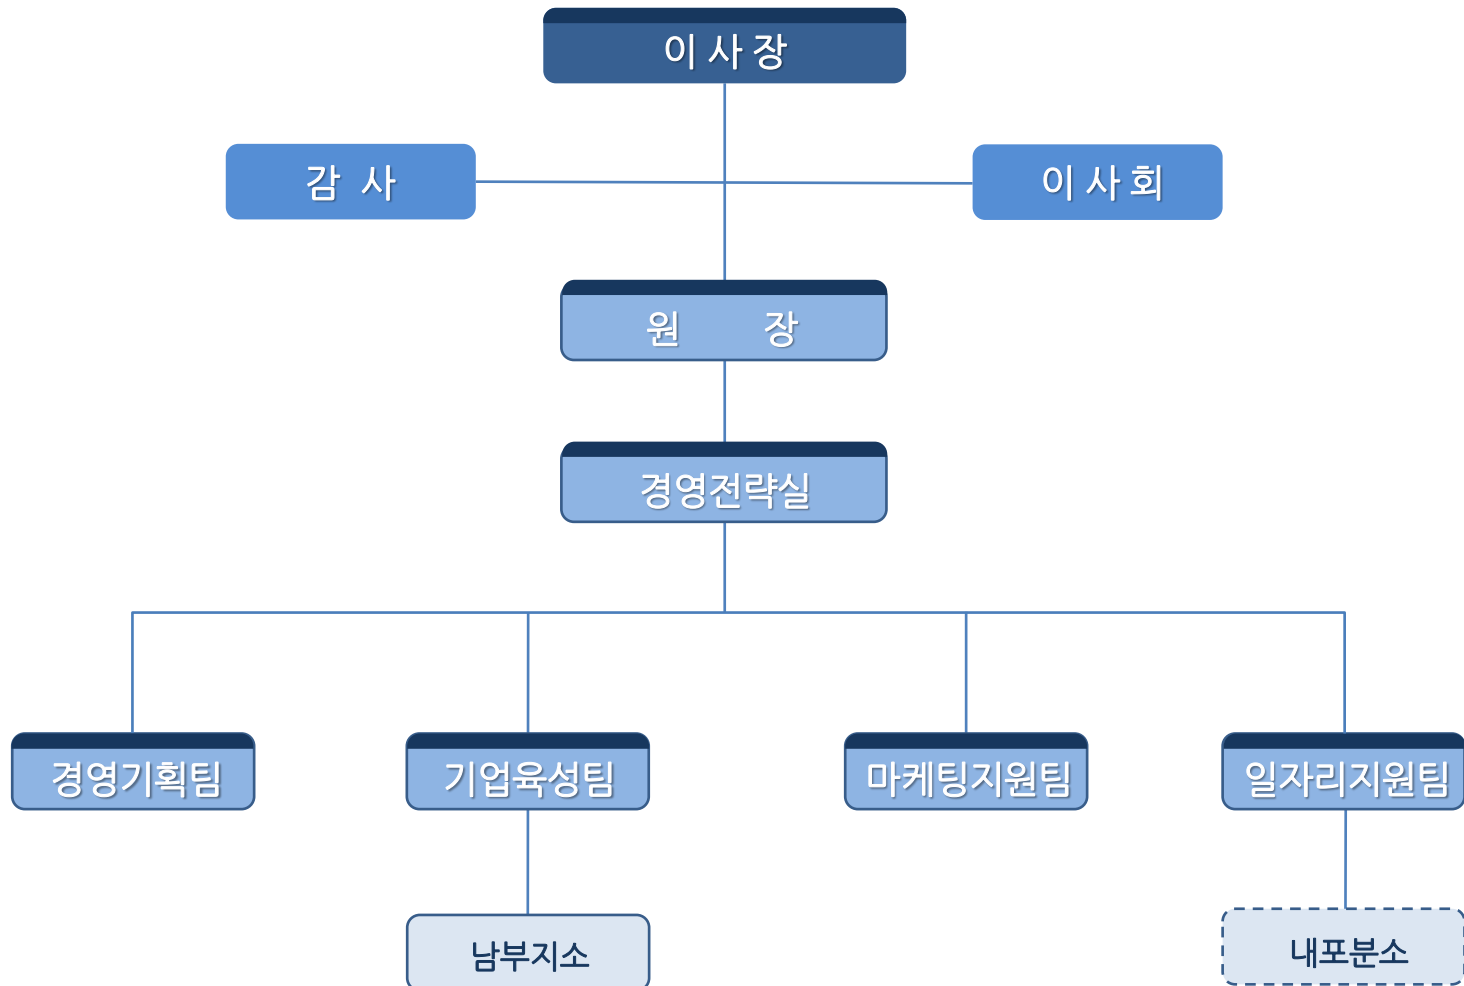 이 사 장
감 사
이 사 회
원 장
경영전략실
경영기획팀
기업육성팀
마케팅지원팀
일자리지원팀
남부지소
내포분소